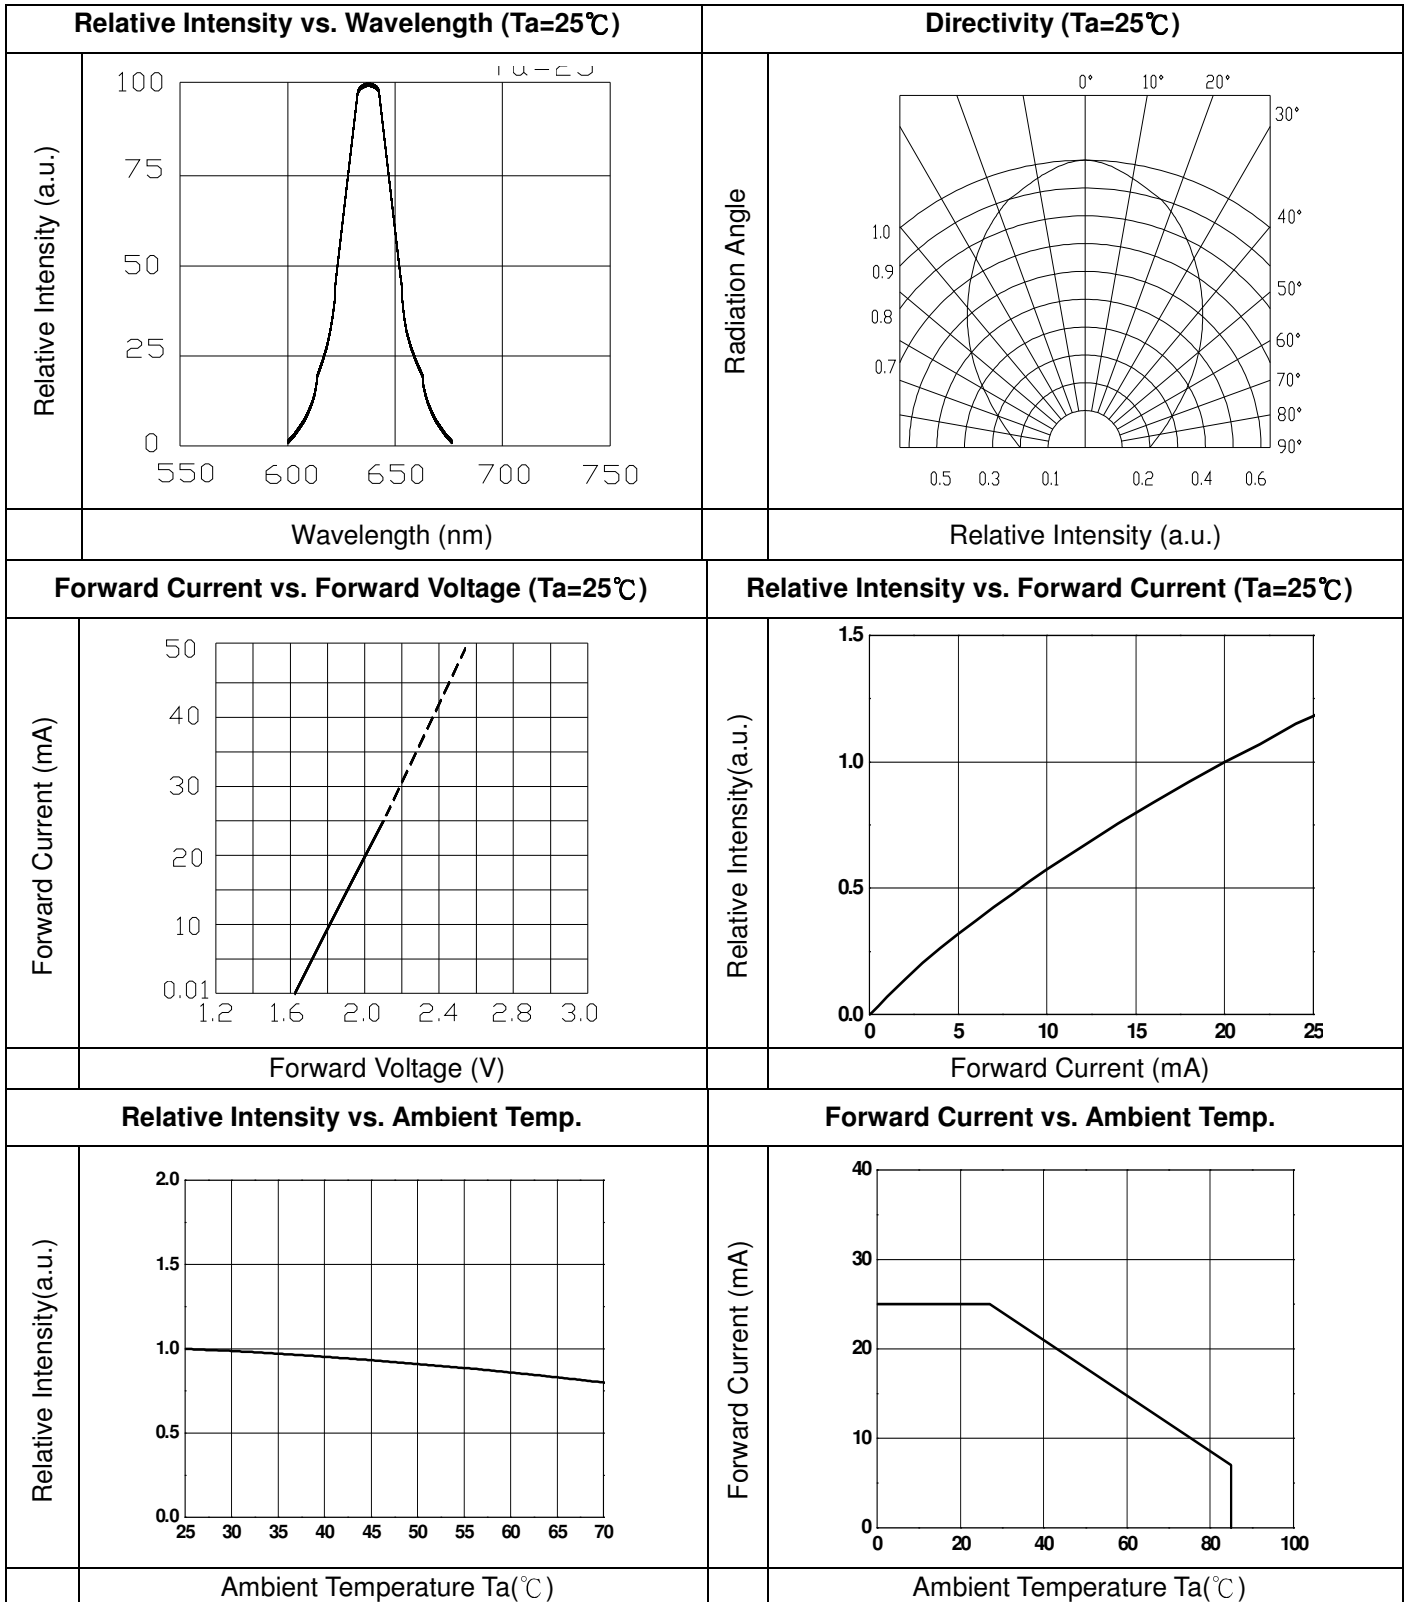 Relative Intensity vs. Wavelength (Ta=25℃)
Relative Intensity (a.u.)
100
75
50
25
0
550 600 650 700 750
Wavelength (nm)
Directivity (Ta=25℃)
Radiation Angle
0° 10° 20°
30°
40°
50°
60°
70°
80°
90°
1.0
0.9
0.8
0.7
0.5 0.3 0.1 0.2 0.4 0.6
Relative Intensity (a.u.)
Forward Current vs. Forward Voltage (Ta=25℃)
Forward Current (mA)
50
40
30
20
10
0.01
1.2 1.6 2.0 2.4 2.8 3.0
Forward Voltage (V)
Relative Intensity vs. Forward Current (Ta=25℃)
Relative Intensity(a.u.)
1.5
1.0
0.5
0.0
0 5 10 15 20 25
Forward Current (mA)
Relative Intensity vs. Ambient Temp.
Relative Intensity(a.u.)
2.0
1.5
1.0
0.5
0.0
25 30 35 40 45 50 55 60 65 70
Ambient Temperature Ta(℃)
Forward Current vs. Ambient Temp.
Forward Current (mA)
40
30
20
10
0
0 20 40 60 80 100
Ambient Temperature Ta(℃)